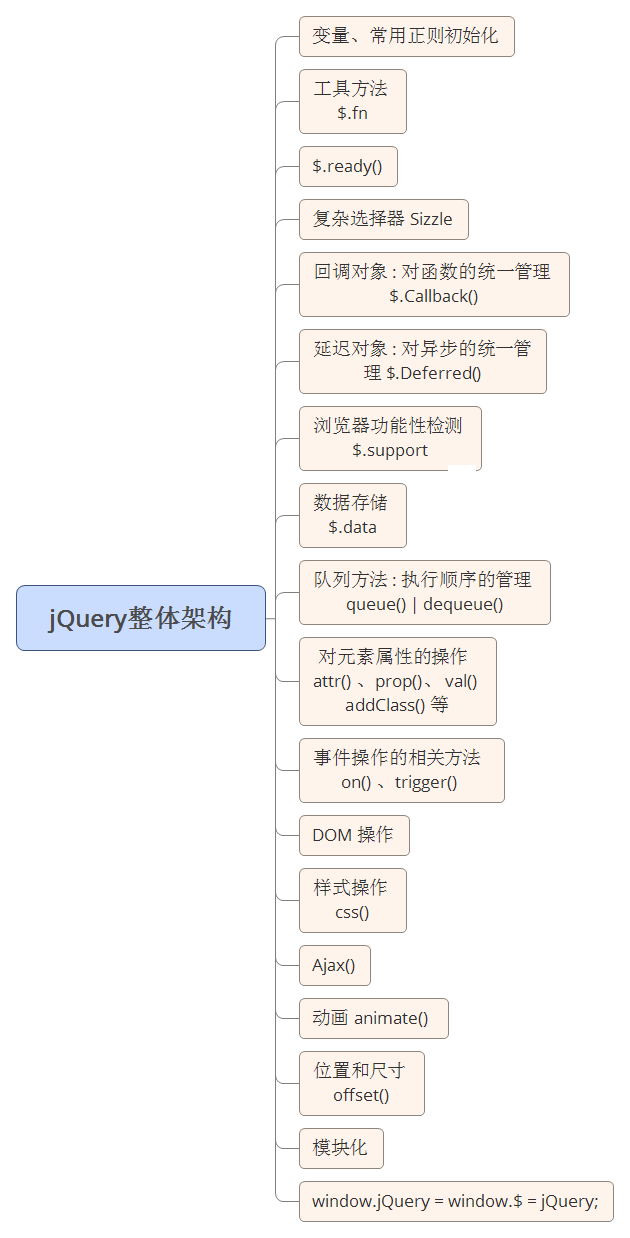 变量、常用正则初始化
工具方法
$.fn
$.ready()
复杂选择器 Sizzle
回调对象 : 对函数的统一管理
$.Callback()
延迟对象 : 对异步的统一管
理 $.Deferred()
浏览器功能性检测
$.support
数据存储
$.data
队列方法 : 执行顺序的管理
queue() | dequeue()
jQuery整体架构
对元素属性的操作
attr() 、prop()、 val()
addClass() 等
事件操作的相关方法
on() 、trigger()
DOM 操作
样式操作
css()
Ajax()
动画 animate()
位置和尺寸
offset()
模块化
window.jQuery = window.$ = jQuery;